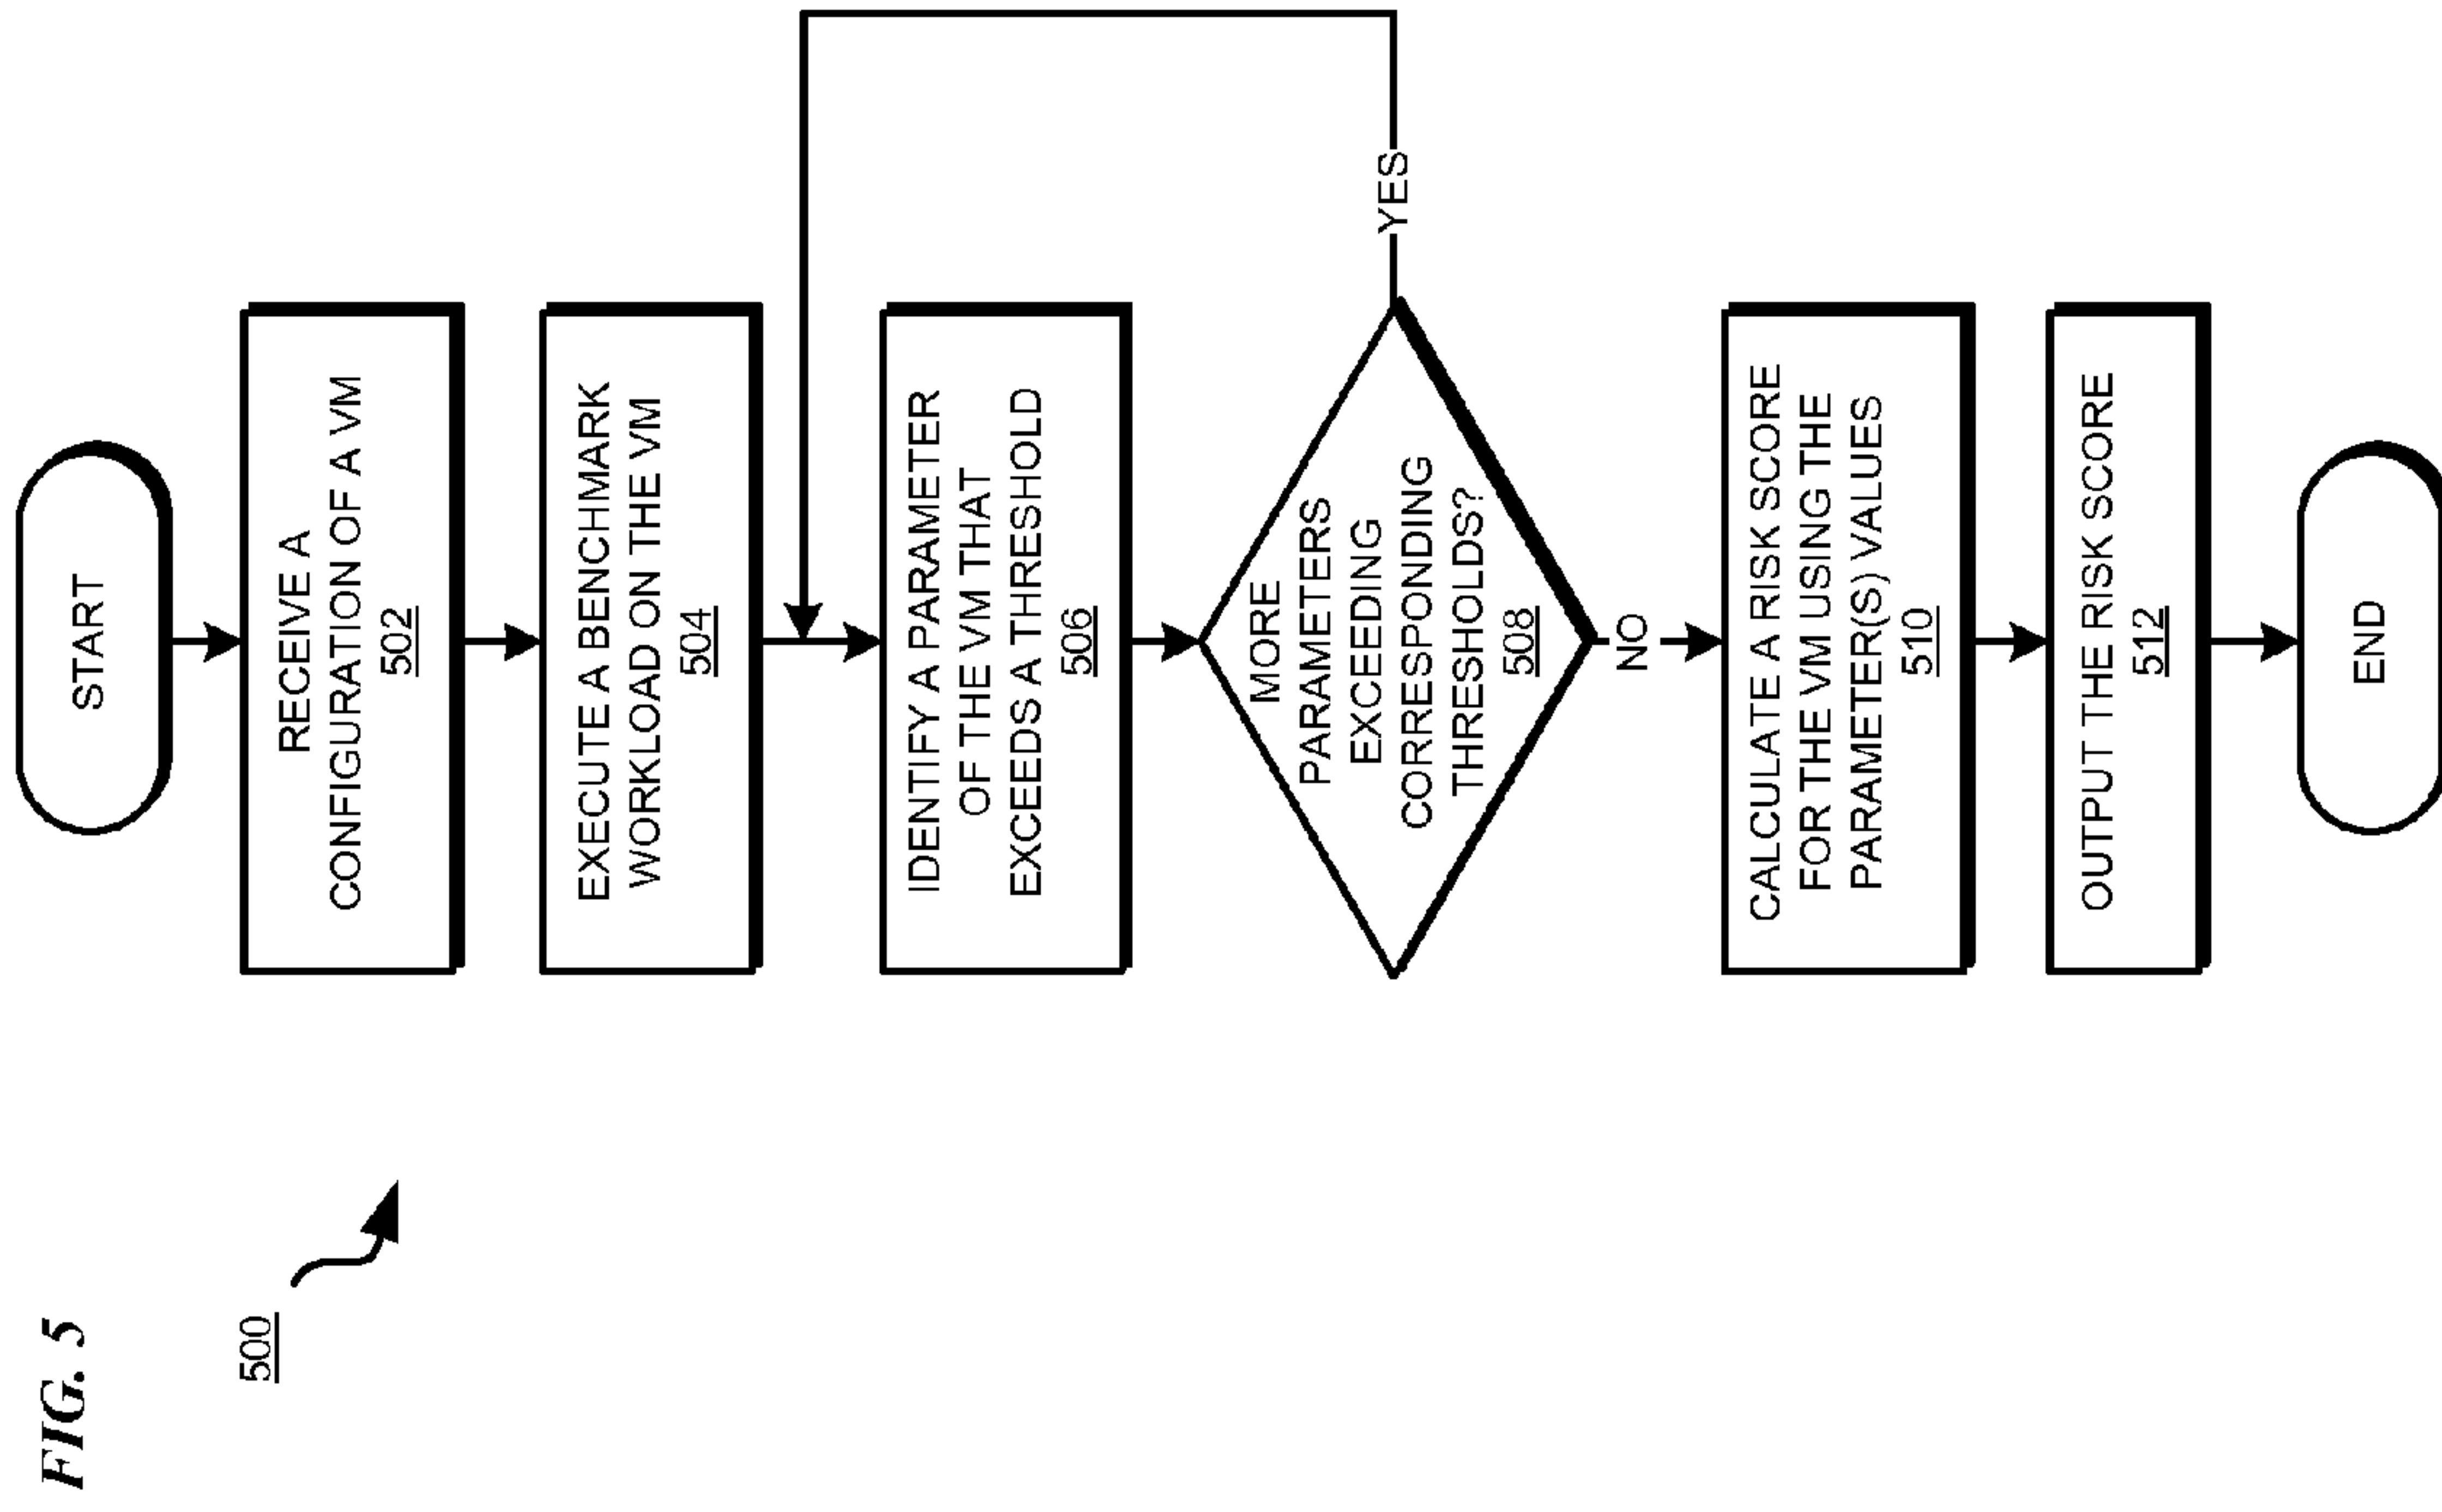 FIG. 5
500
START
RECEIVE A
CONFIGURATION OF A VM
502
EXECUTE A BENCHMARK
WORKLOAD ON THE VM
504
IDENTIFY A PARAMETER
OF THE VM THAT
EXCEEDS A THRESHOLD
506
MORE
PARAMETERS
EXCEEDING
CORRESPONDING
THRESHOLDS?
508
YES
NO
CALCULATE A RISK SCORE
FOR THE VM USING THE
PARAMETER(S) VALUES
510
OUTPUT THE RISK SCORE
512
END